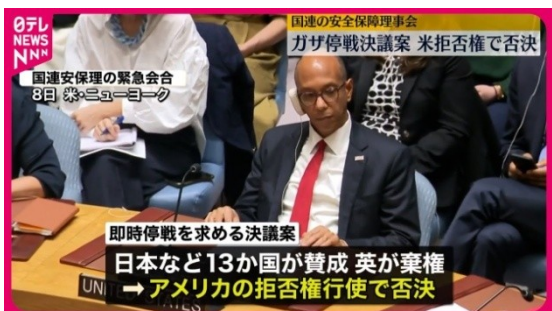 日テレ
NEWS
NNN
国連の安全保障理事会
ガザ停戦決議案 米拒否権で否決
国連安保理の緊急会合
8日 米・ニューヨーク
即時停戦を求める決議案
日本など13か国が賛成 英が棄権
→アメリカの拒否権行使で否決
UN
STATES